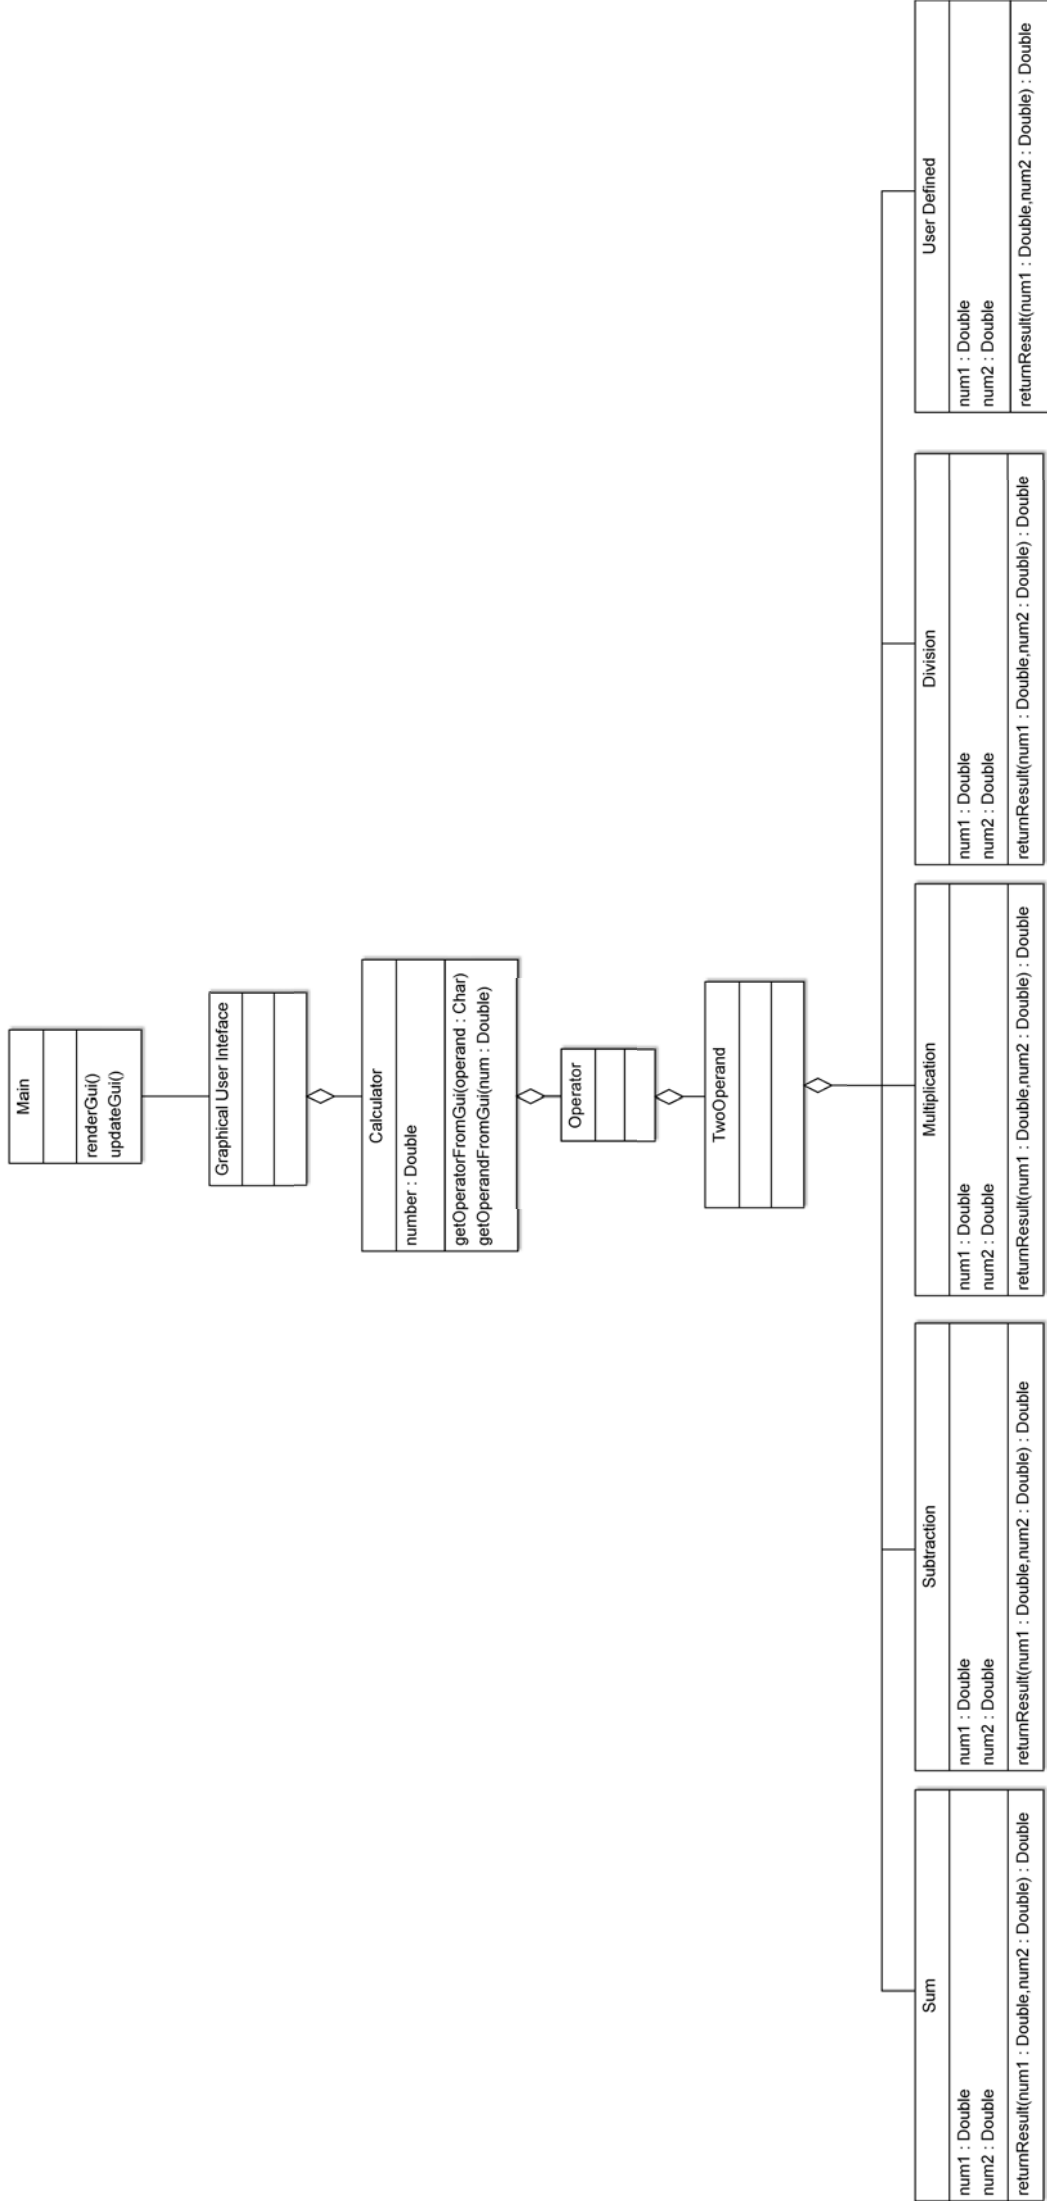 Main
renderGui()
updateGui()
Graphical User Inteface
Calculator
number : Double
getOperatorFromGui(operand : Char)
getOperandFromGui(num : Double)
Operator
TwoOperand
Sum
num1 : Double
num2 : Double
returnResult(num1 : Double,num2 : Double) : Double
Subtraction
num1 : Double
num2 : Double
returnResult(num1 : Double,num2 : Double) : Double
Multiplication
num1 : Double
num2 : Double
returnResult(num1 : Double,num2 : Double) : Double
Division
num1 : Double
num2 : Double
returnResult(num1 : Double,num2 : Double) : Double
User Defined
num1 : Double
num2 : Double
returnResult(num1 : Double,num2 : Double) : Double